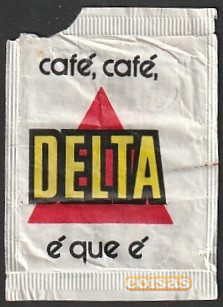 café, café,
DELTA
é que é
coisas